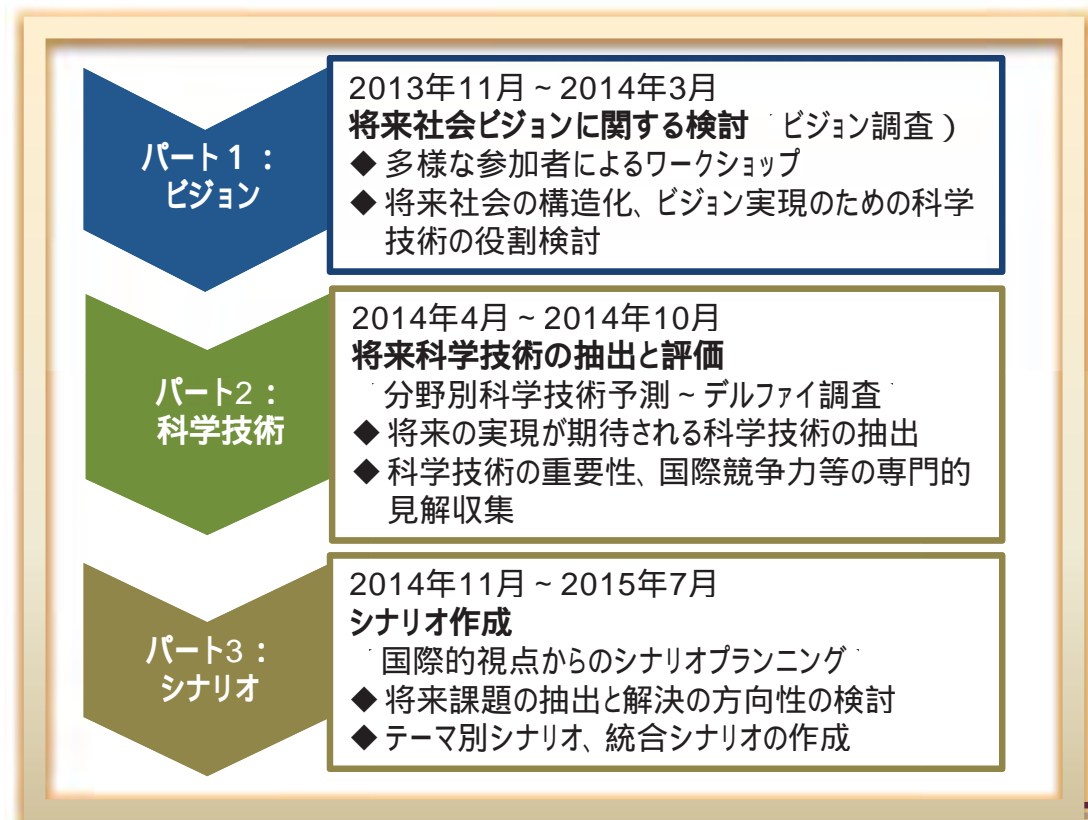 パート1：
ビジョン
2013年11月～2014年3月
将来社会ビジョンに関する検討 ビジョン調査）
◆ 多様な参加者によるワークショップ
◆ 将来社会の構造化、ビジョン実現のための科学
技術の役割検討
パート2：
科学技術
2014年4月～2014年10月
将来科学技術の抽出と評価
分野別科学技術予測～デルファイ調査
◆ 将来の実現が期待される科学技術の抽出
◆ 科学技術の重要性、国際競争力等の専門的
見解収集
パート3：
シナリオ
2014年11月～2015年7月
シナリオ作成
国際的視点からのシナリオプランニング
◆ 将来課題の抽出と解決の方向性の検討
◆ テーマ別シナリオ、統合シナリオの作成